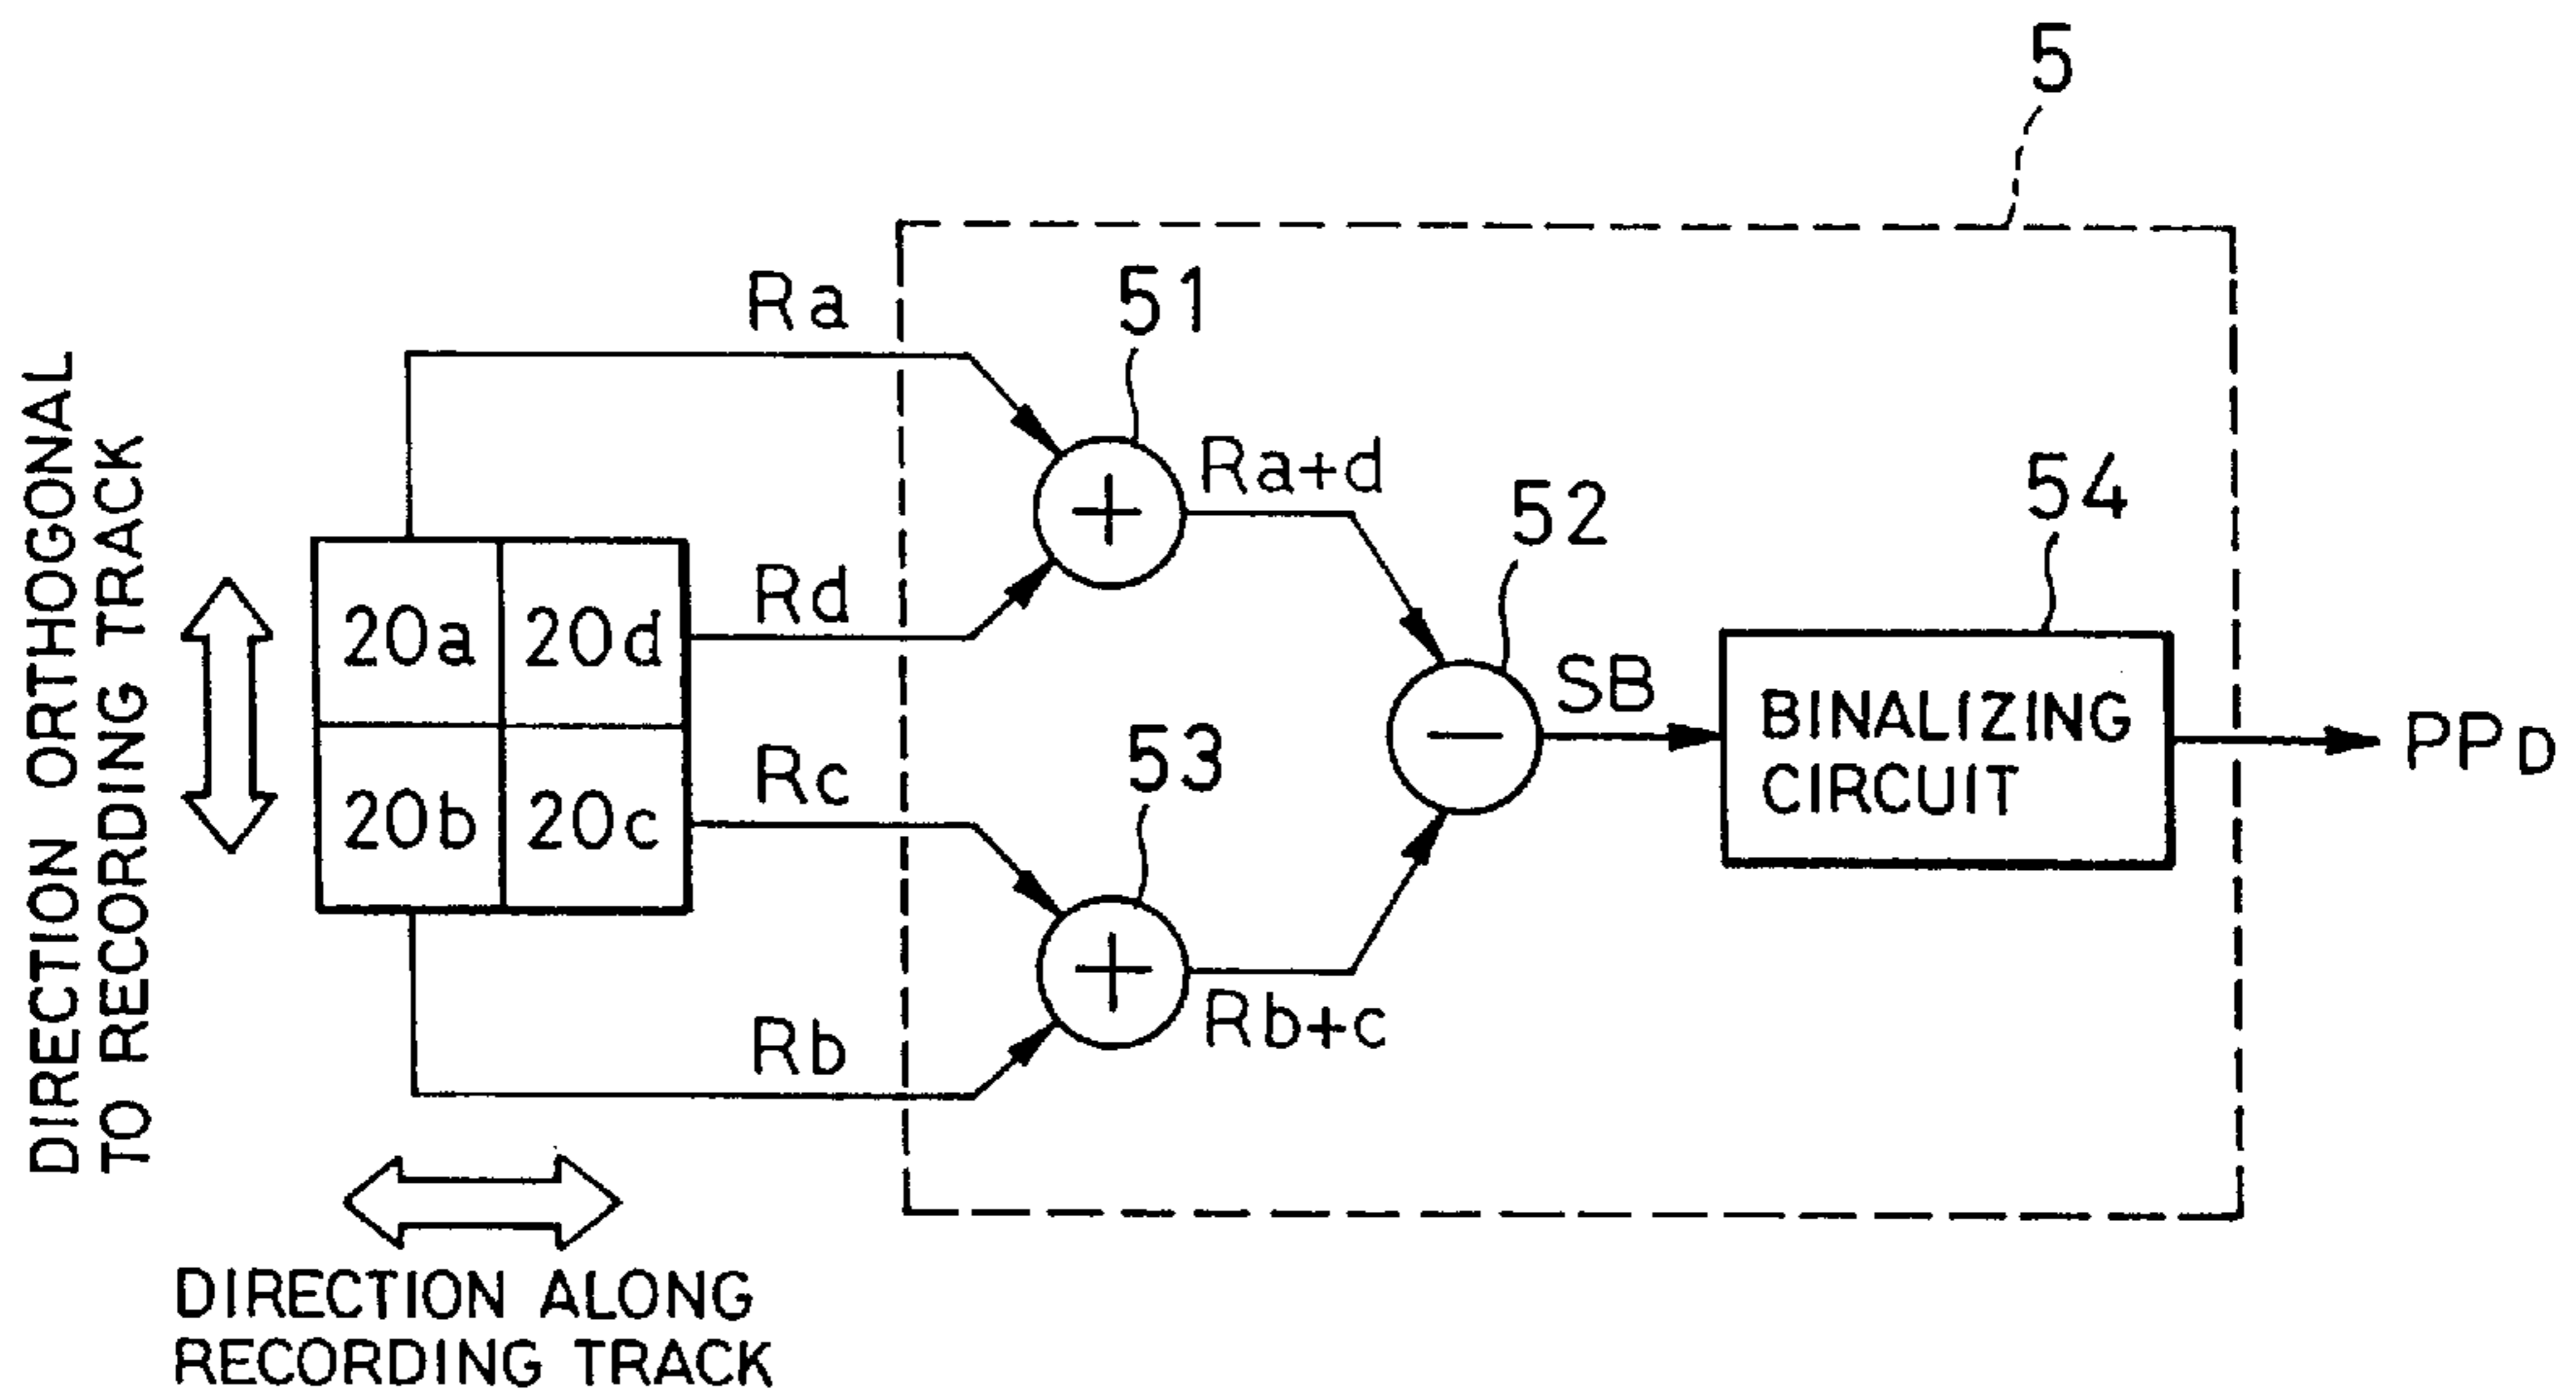 5
Ra
51
Ra+d
52
54
Rd
20a 20d
SB
BINALIZING
CIRCUIT
PPD
20b 20c
Rc
53
Rb
Rb+c
DIRECTION ORTHOGONAL
TO RECORDING TRACK
DIRECTION ALONG
RECORDING TRACK